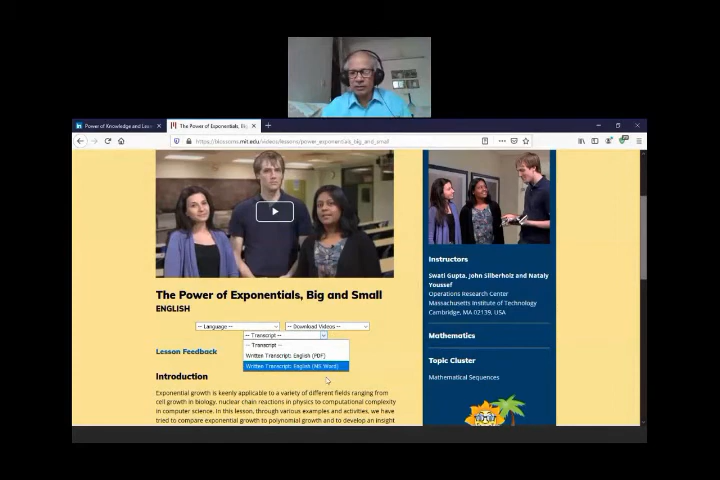 Power of Knowledge and Lea
The Power of Exponentials, Big
https://blossoms.mit.edu/videos/lessons/power_exponentials_big_and_small
The Power of Exponentials, Big and Small
ENGLISH
-- Language --
-- Download Videos --
-- Transcript --
-- Transcript --
Written Transcript: English (PDF)
Written Transcript: English (MS Word)
Lesson Feedback
Introduction
Exponential growth is keenly applicable to a variety of different fields ranging from
cell growth in biology, nuclear chain reactions in physics to computational complexity
in computer science. In this lesson, through various examples and activities, we have
tried to compare exponential growth to polynomial growth and to develop an insight
Instructors
Swati Gupta, John Silberholz and Nataly
Youssef
Operations Research Center
Massachusetts Institute of Technology
Cambridge, MA 02139, USA
Mathematics
Topic Cluster
Mathematical Sequences